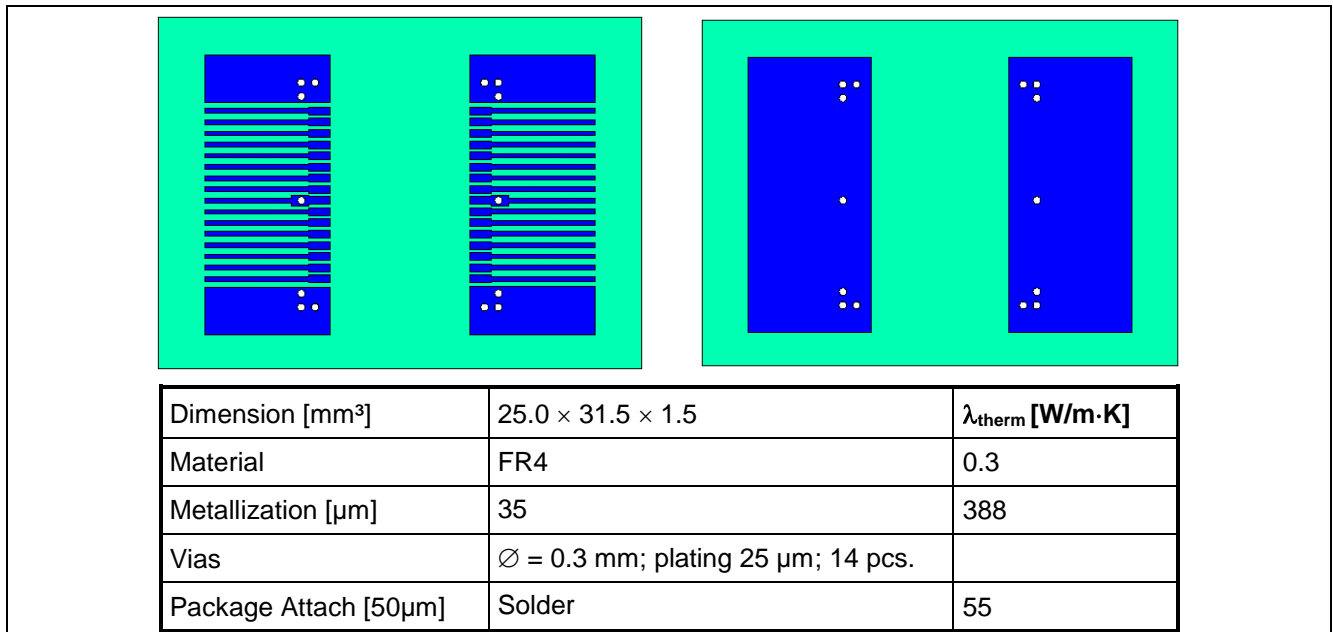 Dimension [mm³] 25.0 × 31.5 × 1.5 λtherm [W/m·K]
Material FR4 0.3
Metallization [µm] 35 388
Vias ∅ = 0.3 mm; plating 25 µm; 14 pcs.
Package Attach [50µm] Solder 55